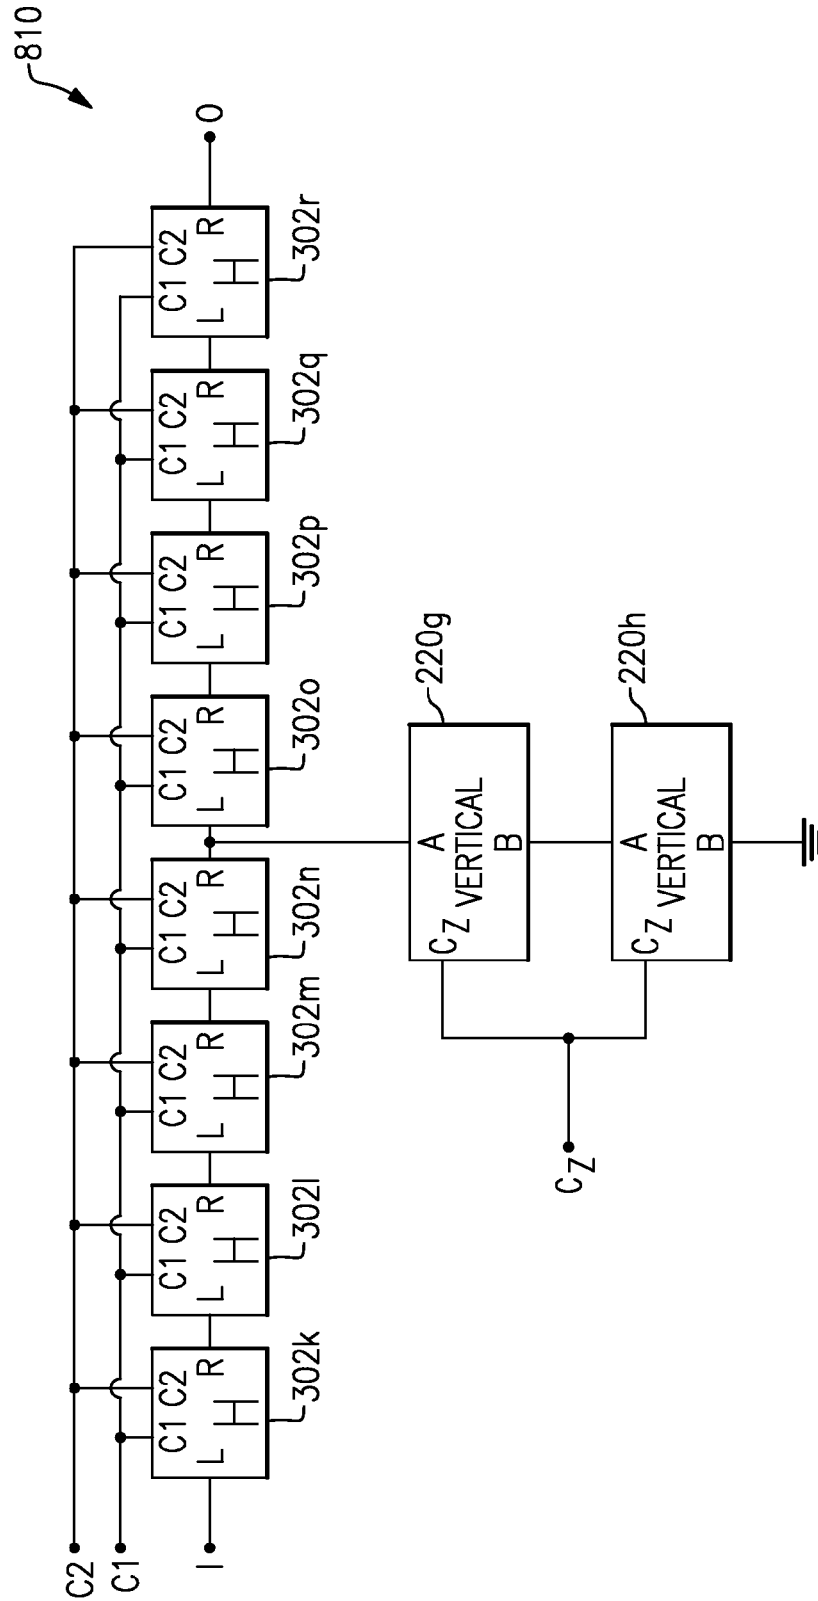 810
C2
C1
I
C1 C2
L R
H
302k
C1 C2
L R
H
302l
C1 C2
L R
H
302m
C1 C2
L R
H
302n
C1 C2
L R
H
302o
C1 C2
L R
H
302p
C1 C2
L R
H
302q
C1 C2
L R
H
302r
O
A
CZ VERTICAL
B
220g
A
CZ VERTICAL
B
220h
CZ